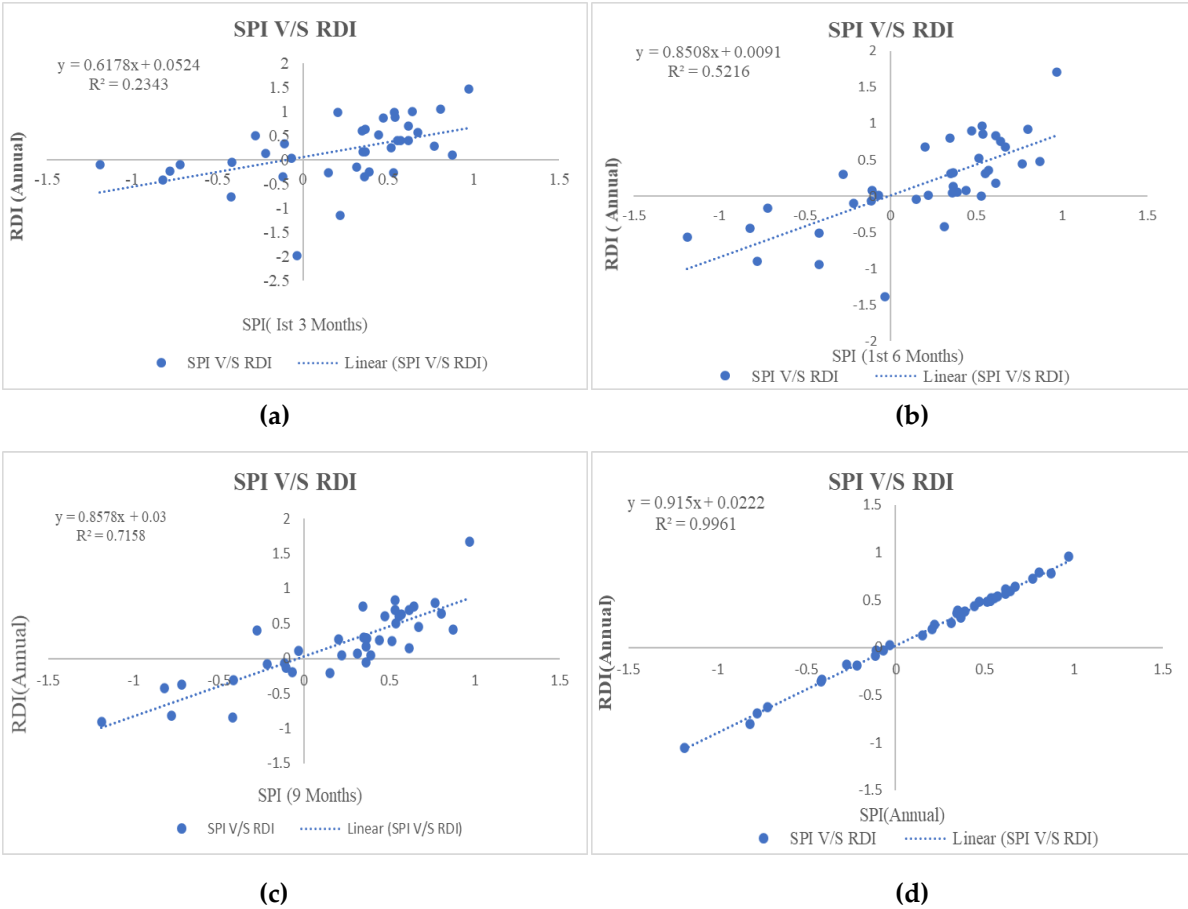 SPI V/S RDI
y = 0.6178x + 0.0524
R² = 0.2343
2
1.5
1
0.5
0
-0.5
-1
-1.5
-2
-2.5
-1.5
-1
-0.5
0
0.5
1
1.5
RDI (Annual)
SPI( Ist 3 Months)
SPI V/S RDI
Linear (SPI V/S RDI)
(a)
SPI V/S RDI
y = 0.8508x + 0.0091
R² = 0.5216
2
1.5
1
0.5
0
-0.5
-1
-1.5
-2
-1.5
-1
-0.5
0
0.5
1
1.5
RDI ( Annual)
SPI (1st 6 Months)
SPI V/S RDI
Linear (SPI V/S RDI)
(b)
SPI V/S RDI
y = 0.8578x + 0.03
R² = 0.7158
2
1.5
1
0.5
0
-0.5
-1
-1.5
-1.5
-1
-0.5
0
0.5
1
1.5
RDI(Annual)
SPI (9 Months)
SPI V/S RDI
Linear (SPI V/S RDI)
(c)
SPI V/S RDI
y = 0.915x + 0.0222
R² = 0.9961
1.5
1
0.5
0
-0.5
-1
-1.5
-1.5
-1
-0.5
0
0.5
1
1.5
RDI(Annual)
SPI(Annual)
SPI V/S RDI
Linear (SPI V/S RDI)
(d)